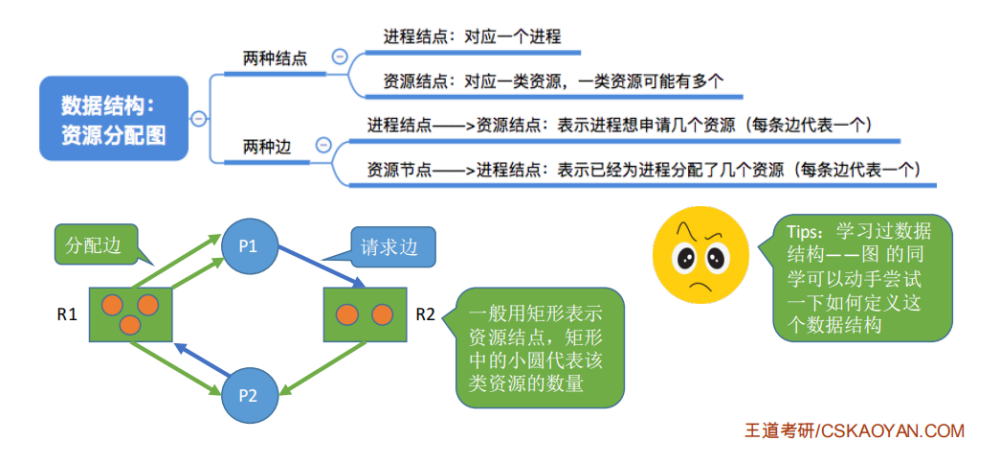 数据结构：
资源分配图
两种结点
进程结点：对应一个进程
资源结点：对应一类资源，一类资源可能有多个
两种边
进程结点——>资源结点：表示进程想申请几个资源（每条边代表一个）
资源节点——>进程结点：表示已经为进程分配了几个资源（每条边代表一个）
分配边
P1
请求边
R1
R2
P2
一般用矩形表示
资源结点，矩形
中的小圆代表该
类资源的数量
Tips：学习过数据
结构——图 的同
学可以动手尝试
一下如何定义这
个数据结构
王道考研/CSKAOYAN.COM